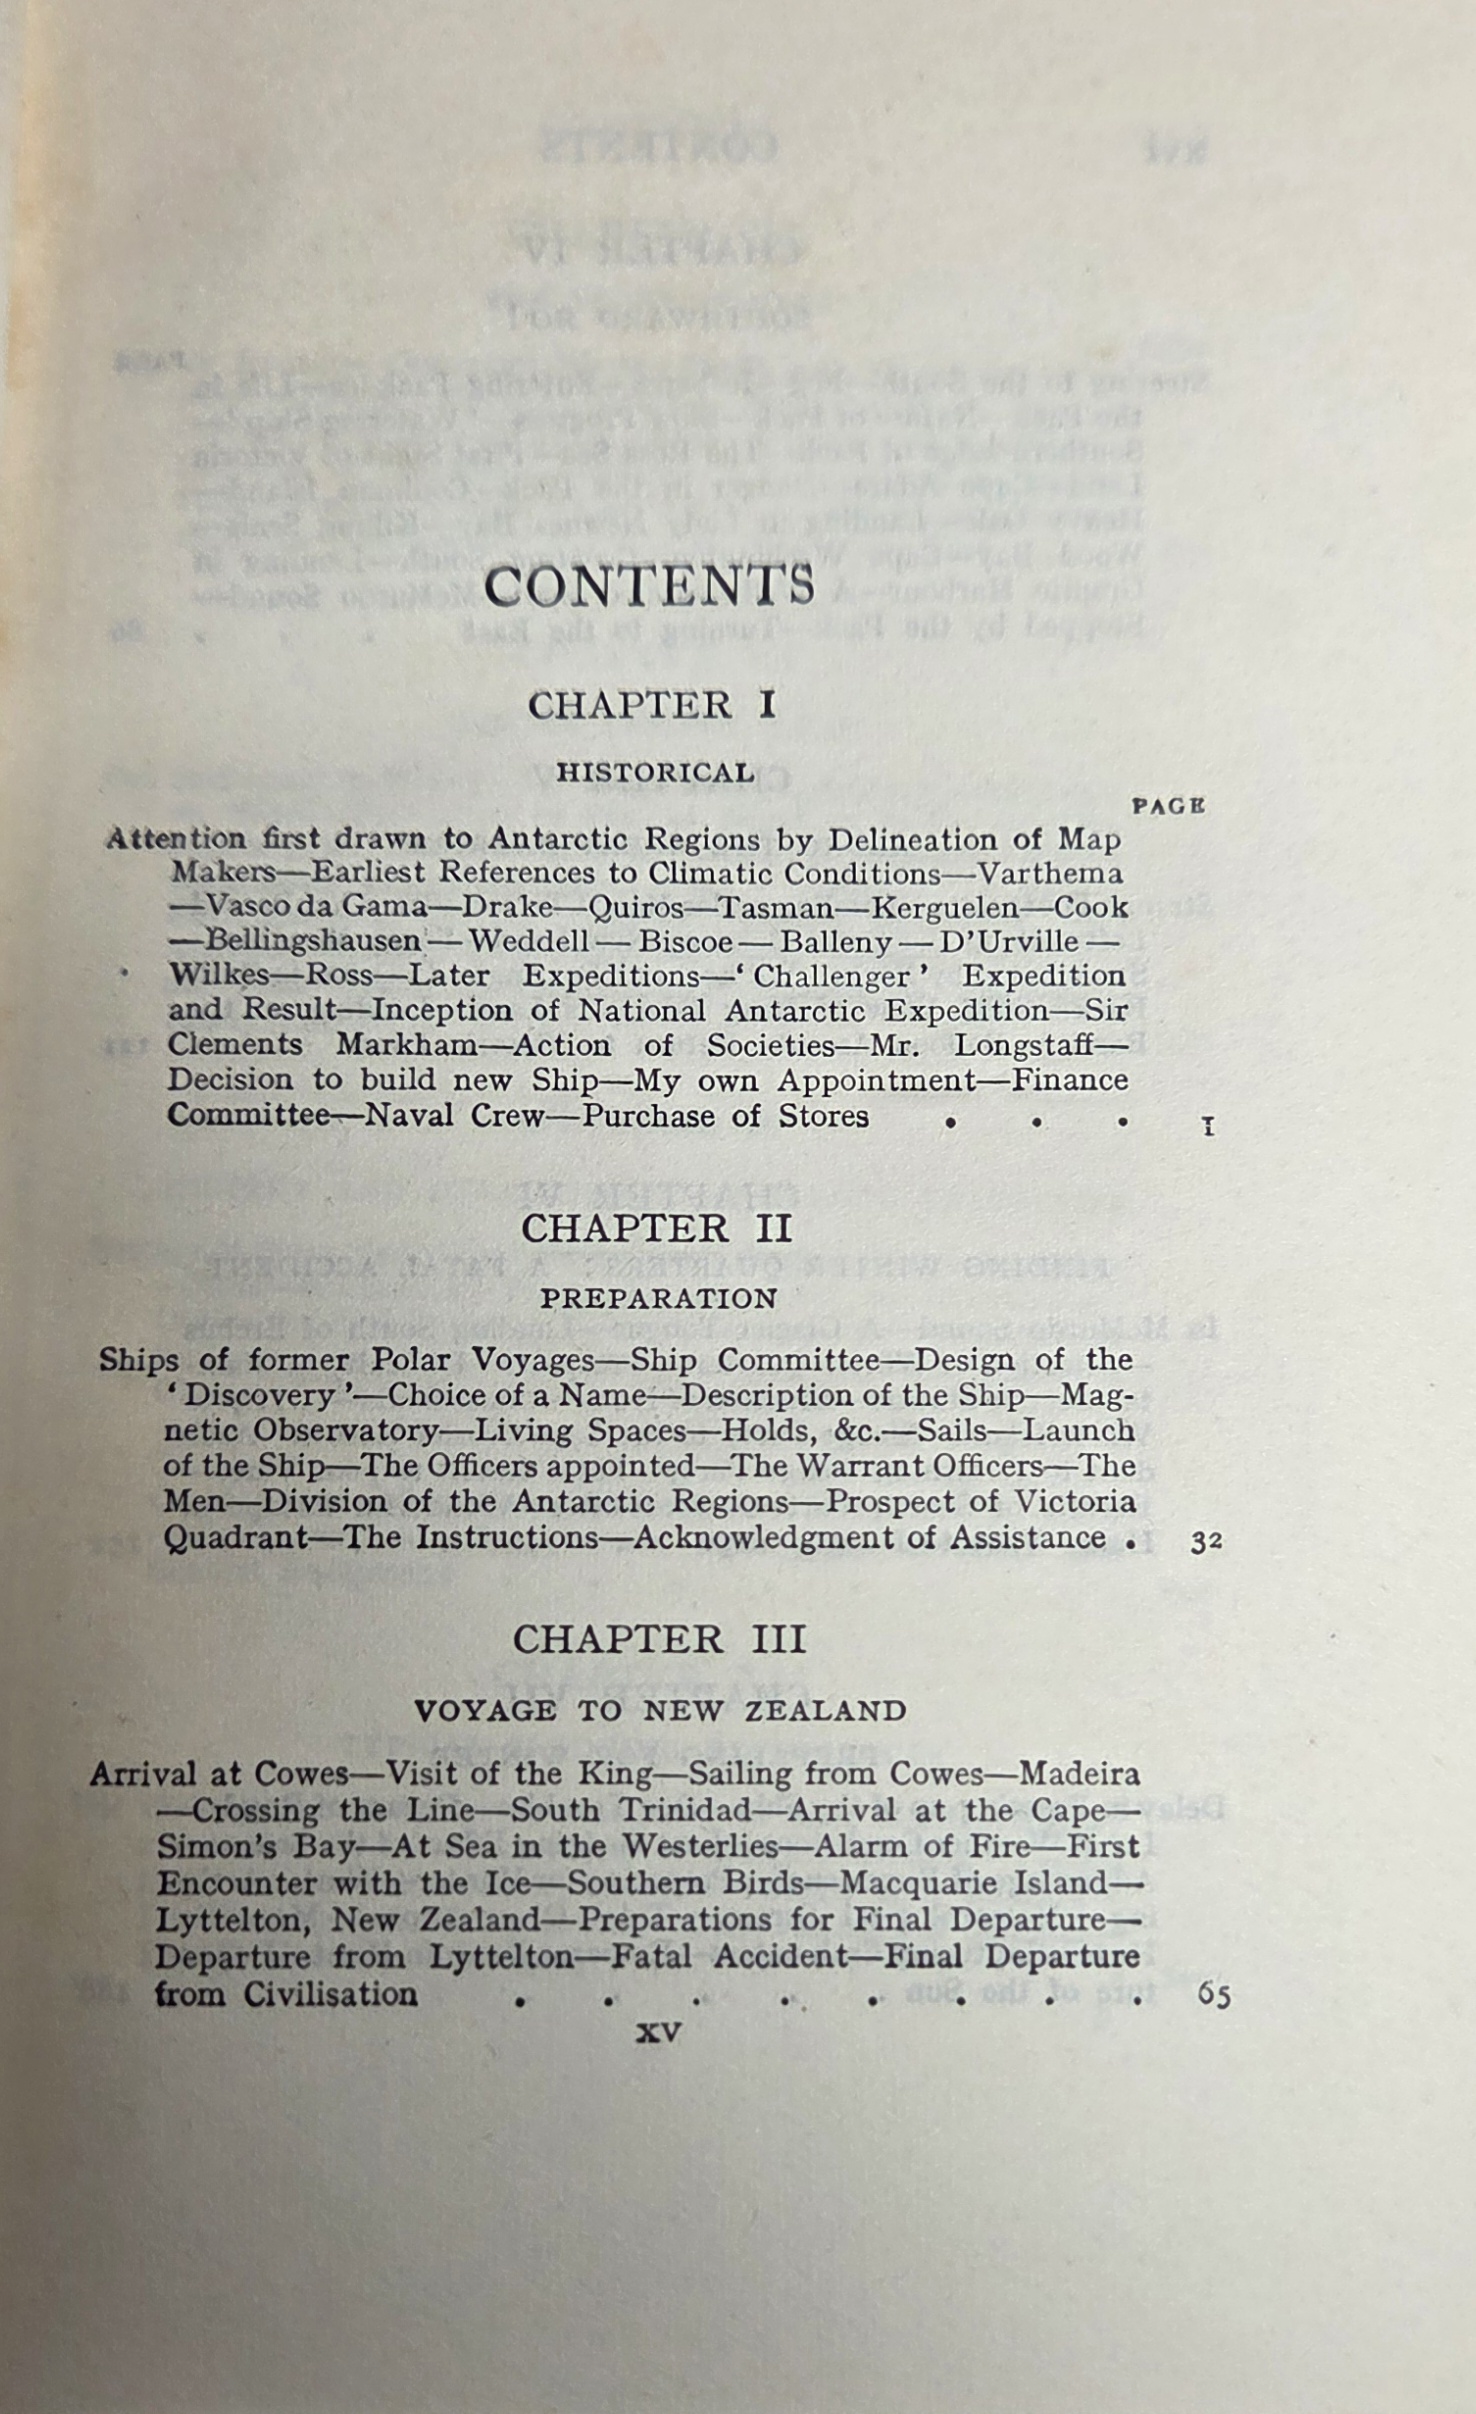 CONTENTS
CHAPTER I
HISTORICAL
PAGE
Attention first drawn to Antarctic Regions by Delineation of Map
Makers—Earliest References to Climatic Conditions—Varthema
—Vasco da Gama—Drake—Quiros—Tasman—Kerguelen—Cook
—Bellingshausen—Weddell—Biscoe—Balleny—D'Urville—
Wilkes—Ross—Later Expeditions—‘Challenger’ Expedition
and Result—Inception of National Antarctic Expedition—Sir
Clements Markham—Action of Societies—Mr. Longstaff—
Decision to build new Ship—My own Appointment—Finance
Committee—Naval Crew—Purchase of Stores . . . 1
CHAPTER II
PREPARATION
Ships of former Polar Voyages—Ship Committee—Design of the
‘Discovery’—Choice of a Name—Description of the Ship—Mag-
netic Observatory—Living Spaces—Holds, &c.—Sails—Launch
of the Ship—The Officers appointed—The Warrant Officers—The
Men—Division of the Antarctic Regions—Prospect of Victoria
Quadrant—The Instructions—Acknowledgment of Assistance . 32
CHAPTER III
VOYAGE TO NEW ZEALAND
Arrival at Cowes—Visit of the King—Sailing from Cowes—Madeira
—Crossing the Line—South Trinidad—Arrival at the Cape—
Simon's Bay—At Sea in the Westerlies—Alarm of Fire—First
Encounter with the Ice—Southern Birds—Macquarie Island—
Lyttelton, New Zealand—Preparations for Final Departure—
Departure from Lyttelton—Fatal Accident—Final Departure
from Civilisation . . . . . . . . 65
XV